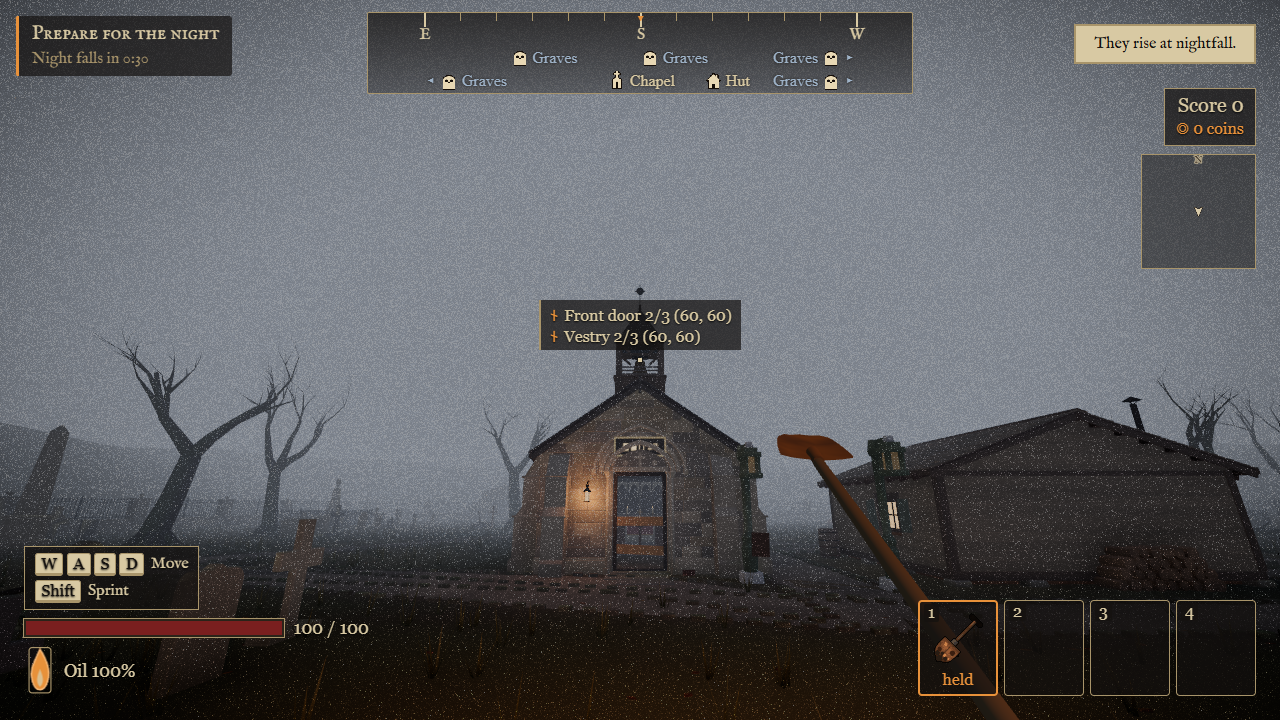 PREPARE FOR THE NIGHT
Night falls in 0:30
E
S
W
Graves
Graves
Graves
Graves
Chapel
Hut
Graves
They rise at nightfall.
Score 0
0 coins
N
Front door 2/3 (60, 60)
Vestry 2/3 (60, 60)
W A S D Move
Shift Sprint
100 / 100
Oil 100%
1
2
3
4
held